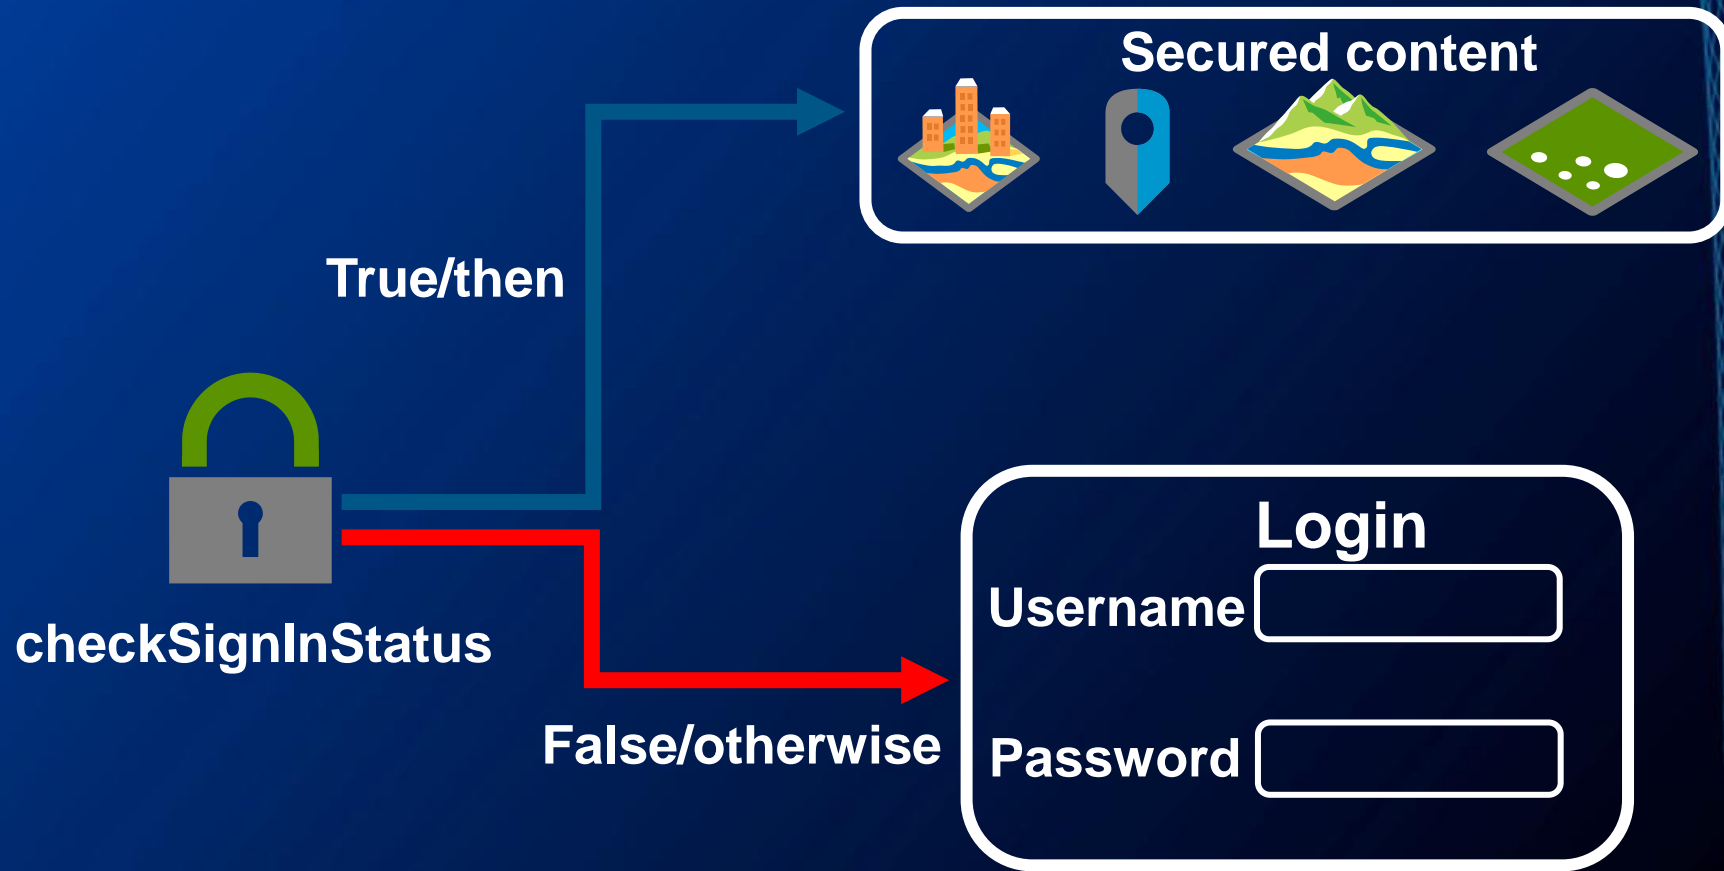 Secured content
True/then
checkSignInStatus
False/otherwise
Login
Username
Password